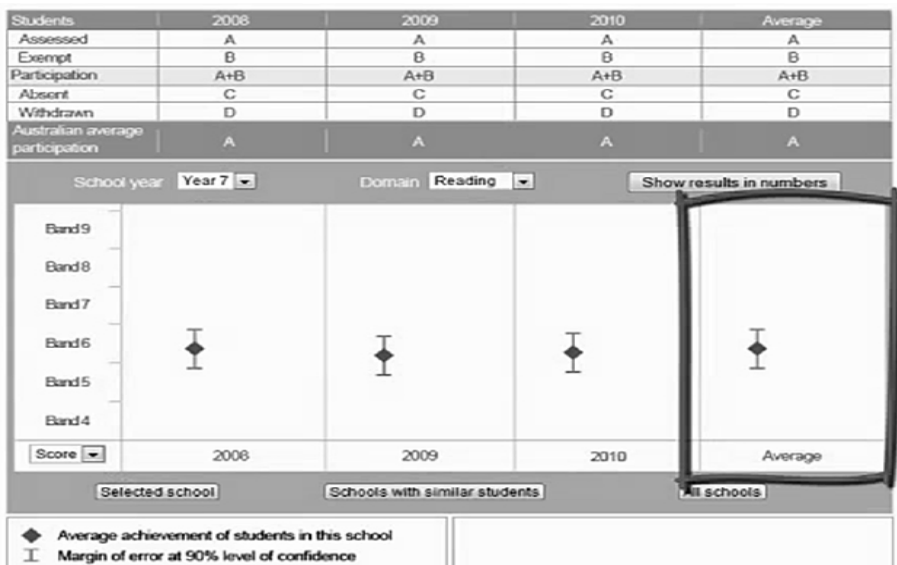 Students 2008 2009 2010 Average
Assessed A A A A
Exempt B B B B
Participation A+B A+B A+B A+B
Absent C C C C
Withdrawn D D D D
Australian average
participation A A A A
School year Year 7 Domain Reading Show results in numbers
Band 9
Band 8
Band 7
Band 6
Band 5
Band 4
Score 2008 2009 2010 Average
Selected school Schools with similar students All schools
Average achievement of students in this school
Margin of error at 90% level of confidence